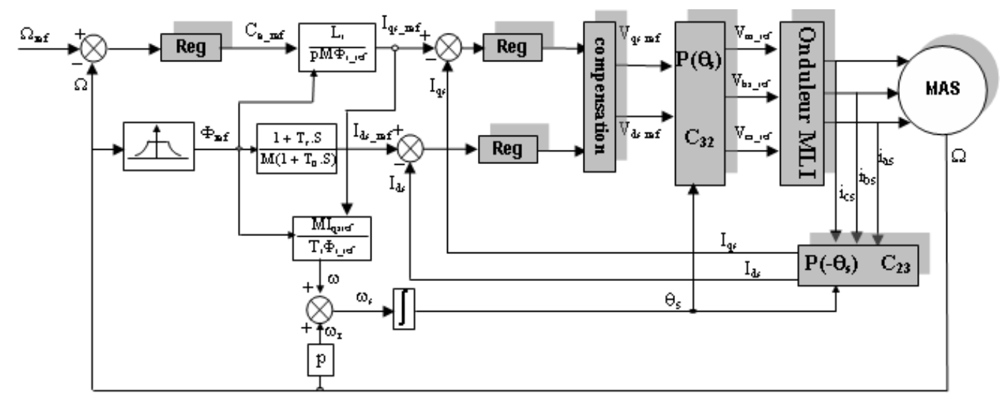 Ω_ref
+
−
Ω
Reg
C_e_ref
L_r
pMΦ_r_ref
I_qs_ref
+
−
I_qs
Reg
compensation
V_qs ref
V_ds ref
P(θ_s)
C_32
V_bs_ref
Onduleur MLI
MAS
Ω
Φ_ref
1 + T_r.S
M(1 + T_0.S)
I_ds_ref
+
−
I_ds
Reg
i_as
i_bs
i_cs
MI_qsref
T_rΦ_r_ref
ω
+
+
ω_r
ω_s
∫
θ_s
I_qs
I_ds
P(-θ_s) C_23
p